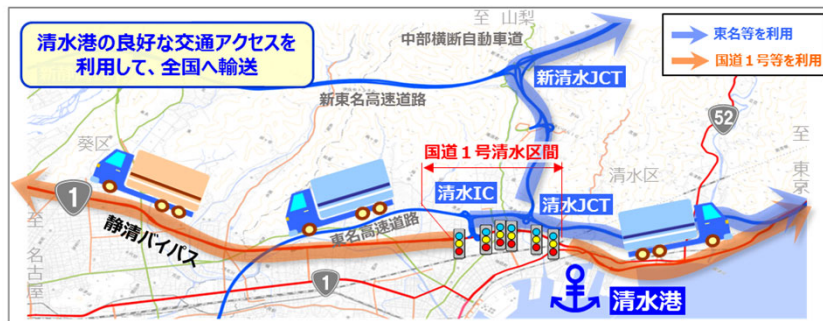 清水港の良好な交通アクセスを
利用して、全国へ輸送
至 山梨
中部横断自動車道
東名等を利用
国道1号等を利用
新清水JCT
新東名高速道路
52
葵区
国道1号清水区間
至 東京
清水区
1
清水IC
清水JCT
静清バイパス
東名高速道路
至 名古屋
1
清水港